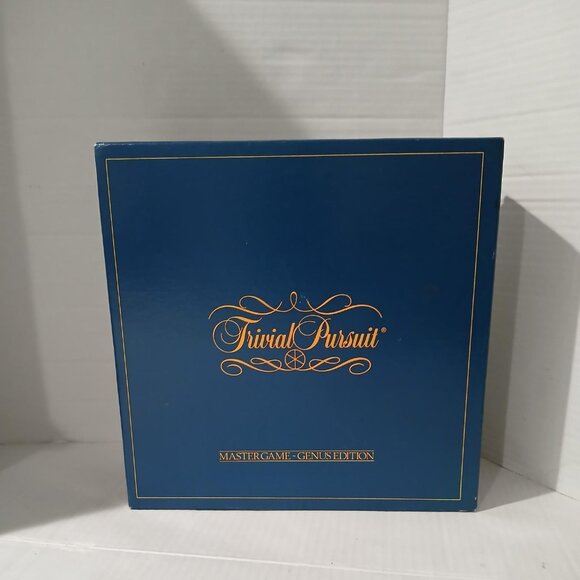 Trivial Pursuit®
MASTER GAME - GENUS EDITION